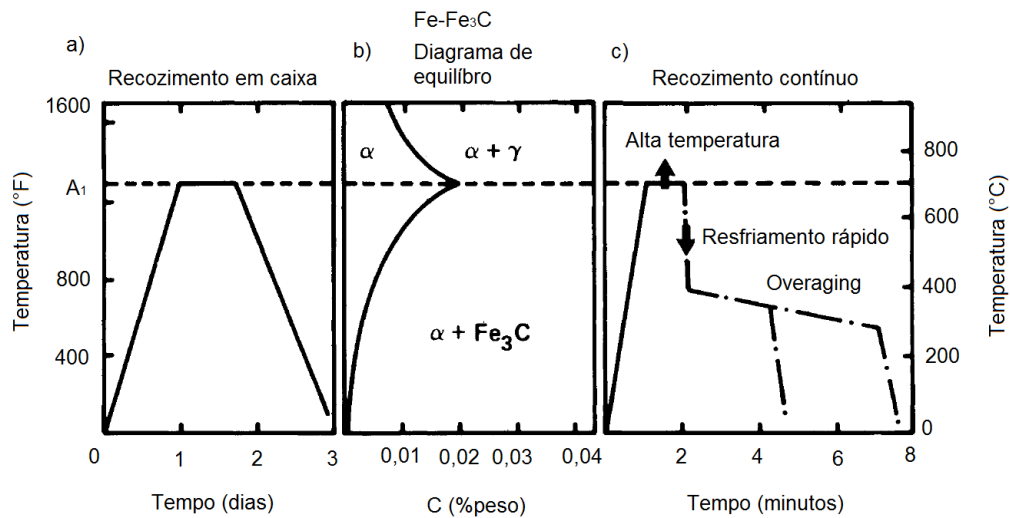 a)
Recozimento em caixa
Temperatura (°F)
1600
A₁
800
400
0
1
2
3
Tempo (dias)
Fe-Fe₃C
b)
Diagrama de
equilíbro
α
α + γ
α + Fe₃C
0,01
0,02
0,03
0,04
C (%peso)
c)
Recozimento contínuo
Alta temperatura
Resfriamento rápido
Overaging
800
600
400
200
0
Temperatura (°C)
0
2
4
6
8
Tempo (minutos)